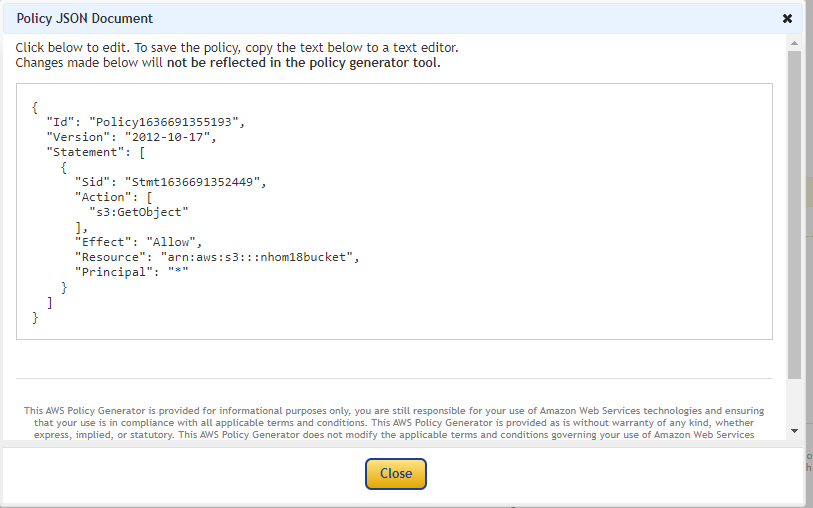 Policy JSON Document
Click below to edit. To save the policy, copy the text below to a text editor.
Changes made below will not be reflected in the policy generator tool.
{
  "Id": "Policy1636691355193",
  "Version": "2012-10-17",
  "Statement": [
    {
      "Sid": "Stmt1636691352449",
      "Action": [
        "s3:GetObject"
      ],
      "Effect": "Allow",
      "Resource": "arn:aws:s3:::nhom18bucket",
      "Principal": "*"
    }
  ]
}
This AWS Policy Generator is provided for informational purposes only, you are still responsible for your use of Amazon Web Services technologies and ensuring
that your use is in compliance with all applicable terms and conditions. This AWS Policy Generator is provided as is without warranty of any kind, whether
express, implied, or statutory. This AWS Policy Generator does not modify the applicable terms and conditions governing your use of Amazon Web Services
Close